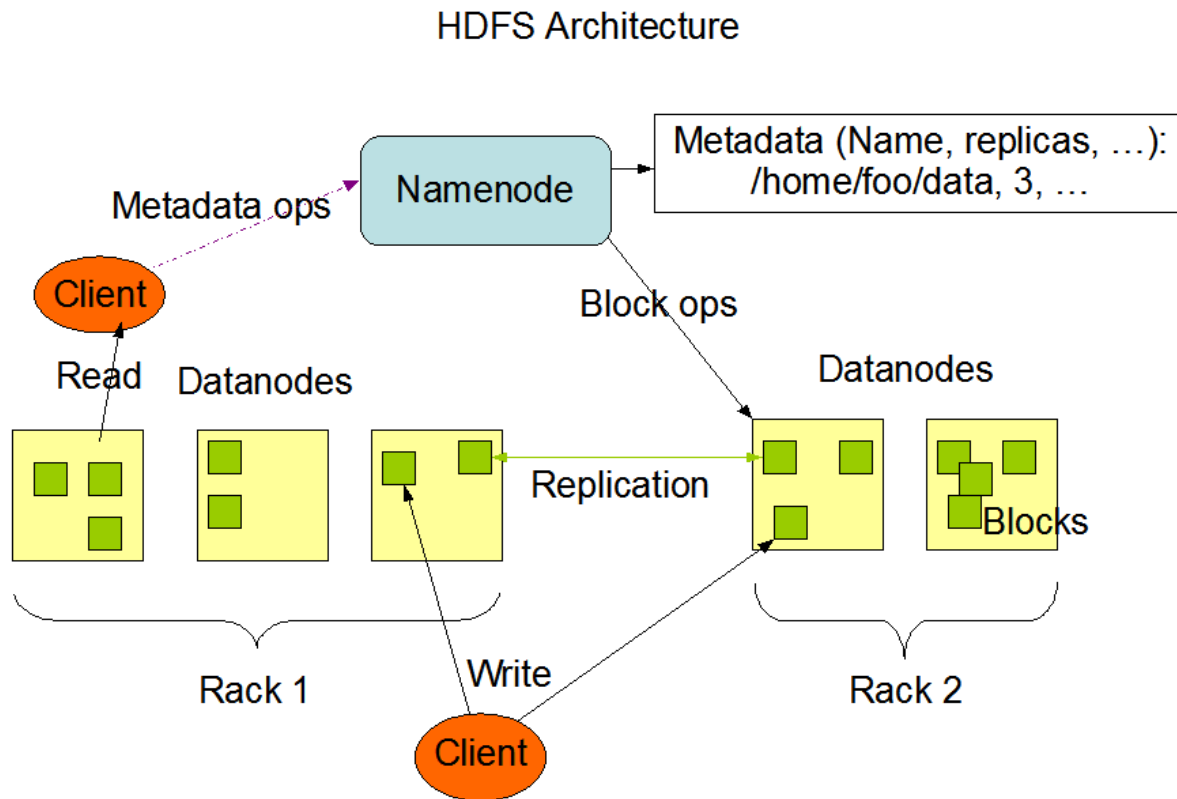 HDFS Architecture
Metadata (Name, replicas, …):
/home/foo/data, 3, …
Namenode
Metadata ops
Client
Block ops
Read
Datanodes
Datanodes
Replication
Blocks
Rack 1
Write
Rack 2
Client